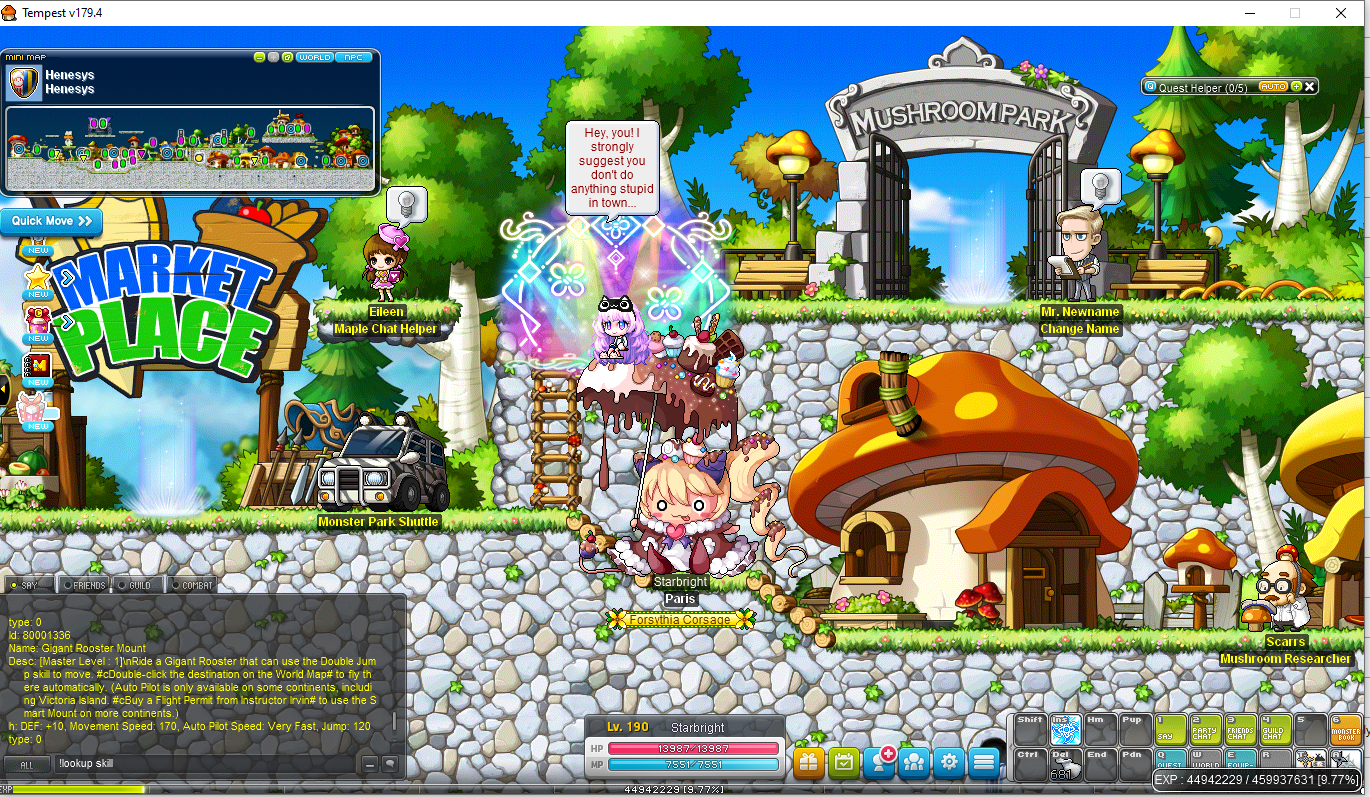 Tempest v179.4
MINI MAP
WORLD
NPC
Henesys
Henesys
Quest Helper (0/5)
AUTO
MUSHROOM PARK
Hey, you! I
strongly
suggest you
don't do
anything stupid
in town...
Quick Move >>
NEW
NEW
NEW
NEW
NEW
MARKET
PLACE
Eileen
Maple Chat Helper
Mr. Newname
Change Name
Monster Park Shuttle
Starbright
Paris
Forsythia Corsage
Scarrs
Mushroom Researcher
SAY
FRIENDS
GUILD
COMBAT
type: 0
Id: 80001336
Name: Gigant Rooster Mount
Desc: [Master Level : 1]\nRide a Gigant Rooster that can use the Double Jum
p skill to move. #cDouble-click the destination on the World Map# to fly th
ere automatically. (Auto Pilot is only available on some continents, includi
ng Victoria Island. #cBuy a Flight Permit from Instructor Irvin# to use the S
mart Mount on more continents.)
h: DEF: +10, Movement Speed: 170, Auto Pilot Speed: Very Fast, Jump: 120
type: 0
ALL
!lookup skill
Lv. 190 Starbright
HP 13987/13987
MP 7551/7551
Shift Ins Hm Pup 1 SAY 2 PARTY CHAT 3 FRIENDS CHAT 4 GUILD CHAT 5 6 MONSTER BOOK
Ctrl Del 681 End Pdn Q QUEST W WORLD E EQUIP R
EXP : 44942229 / 459937631 [9.77%]
EXP
44942229 [9.77%]